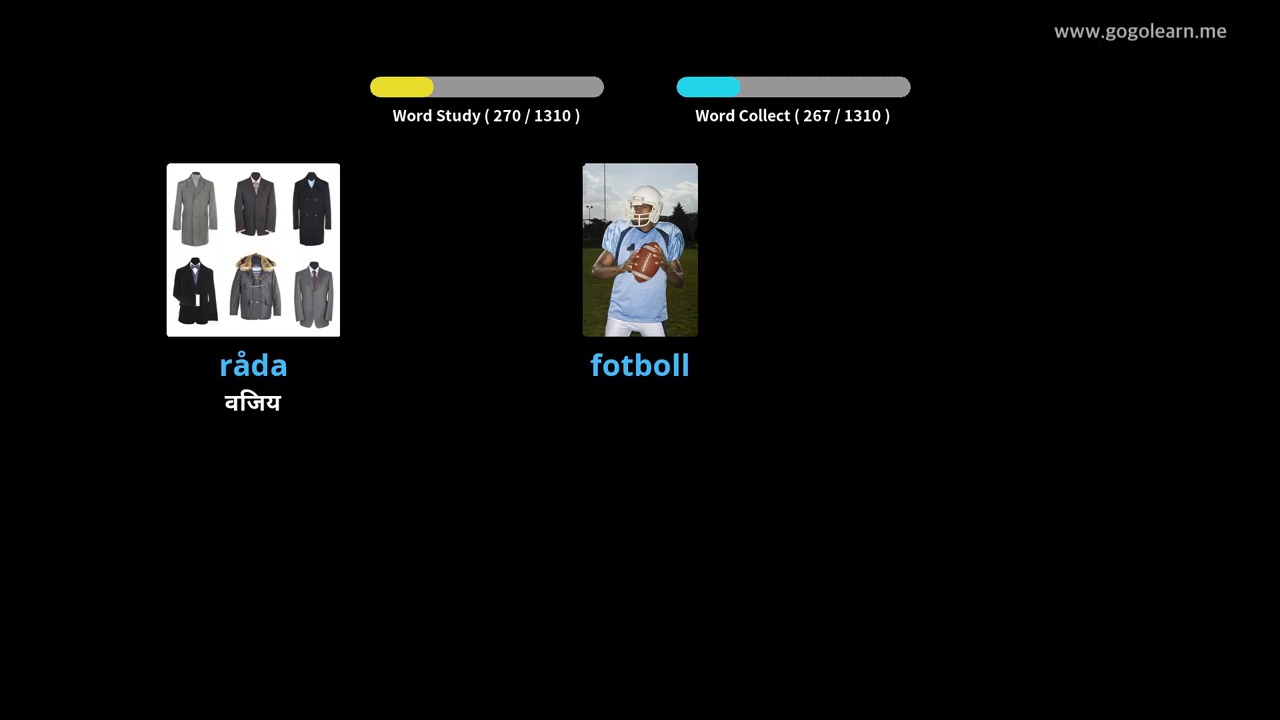 www.gogolearn.me
Word Study ( 270 / 1310 )
Word Collect ( 267 / 1310 )
råda
वजिय
fotboll